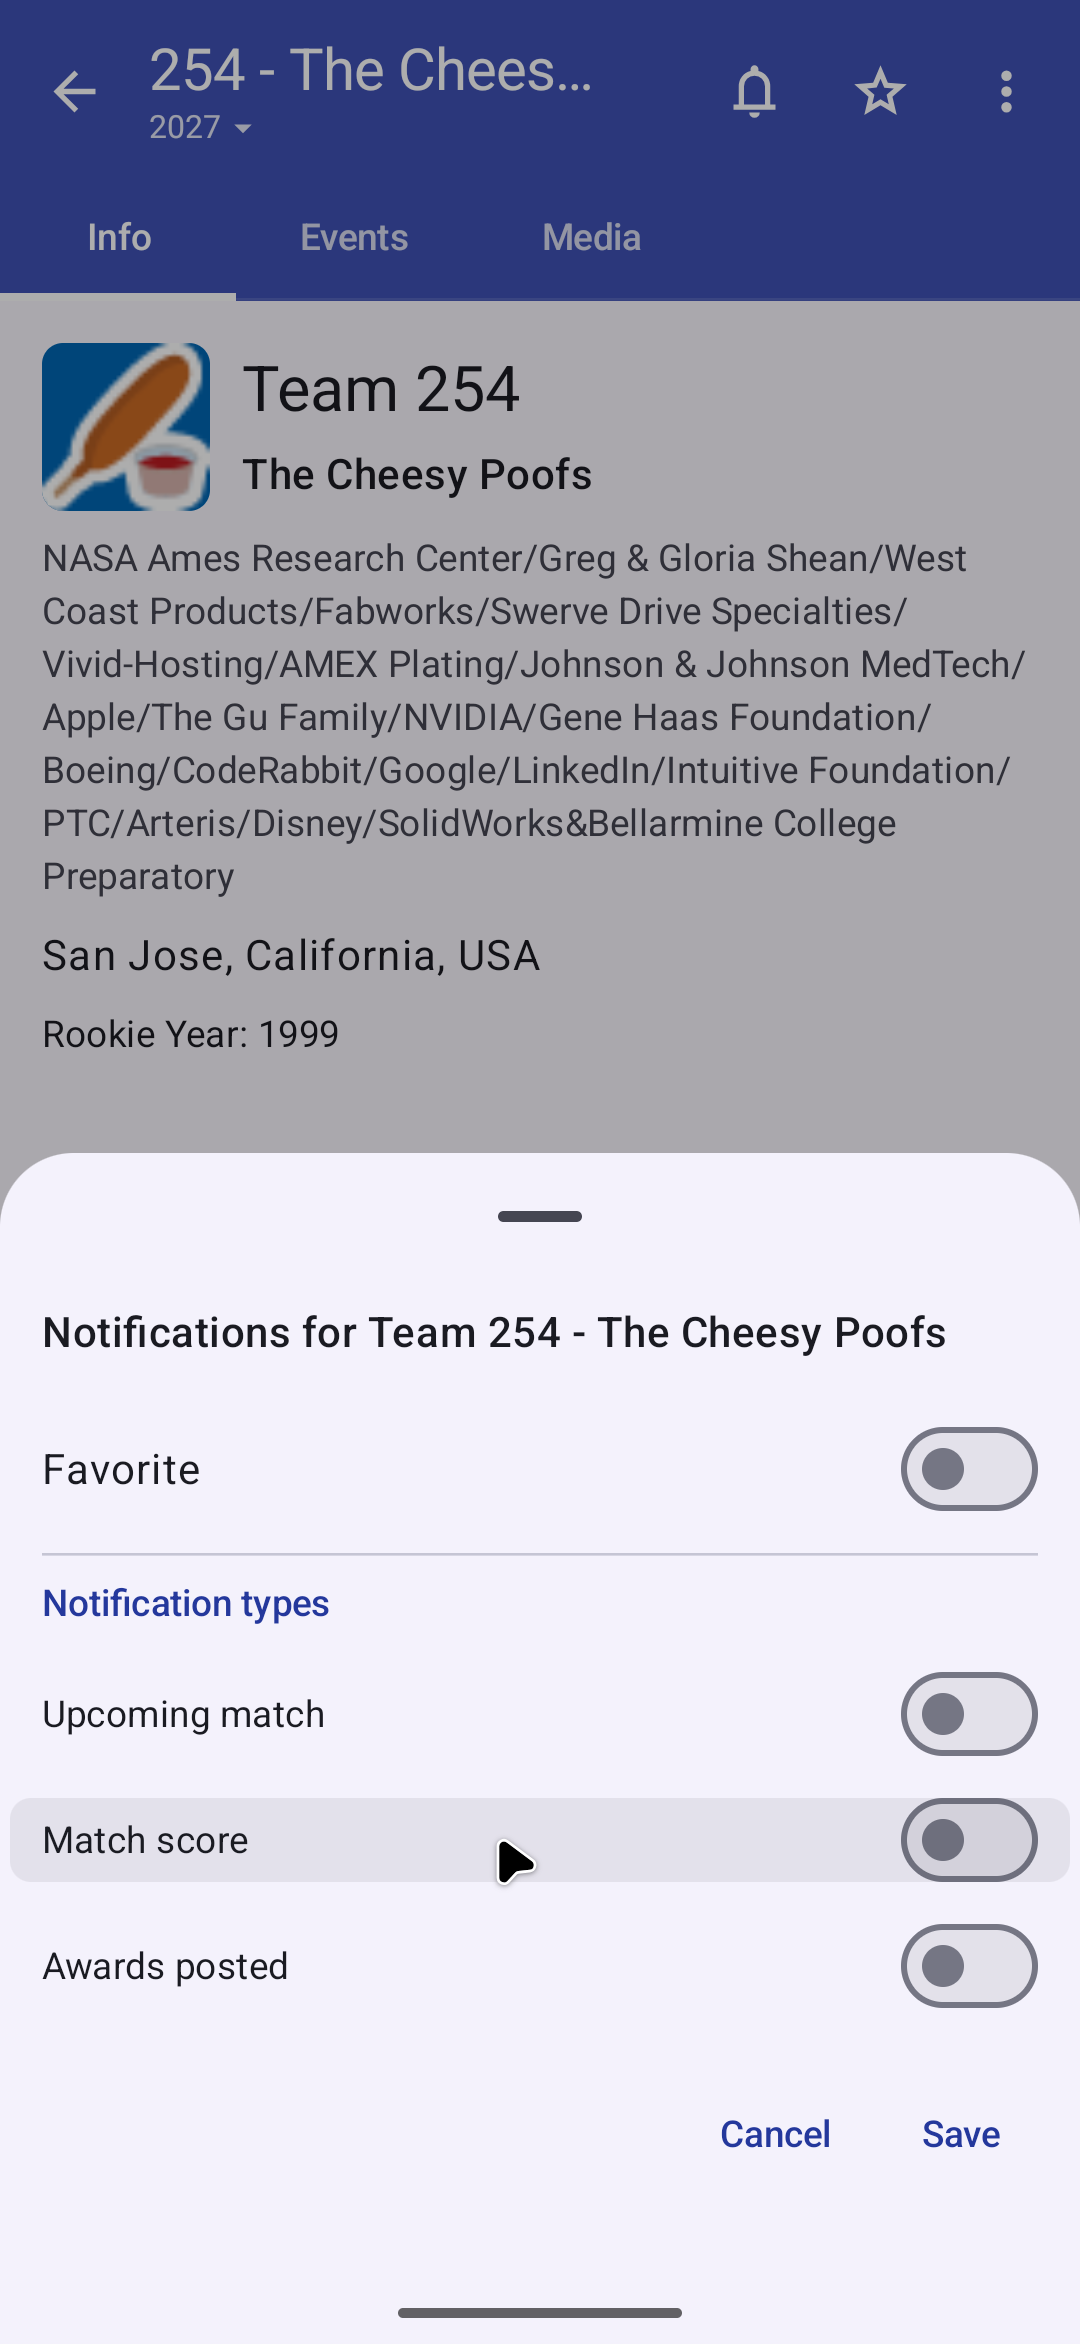 254 - The Chees...
2027
Info
Events
Media
Team 254
The Cheesy Poofs
NASA Ames Research Center/Greg & Gloria Shean/West
Coast Products/Fabworks/Swerve Drive Specialties/
Vivid-Hosting/AMEX Plating/Johnson & Johnson MedTech/
Apple/The Gu Family/NVIDIA/Gene Haas Foundation/
Boeing/CodeRabbit/Google/LinkedIn/Intuitive Foundation/
PTC/Arteris/Disney/SolidWorks&Bellarmine College
Preparatory
San Jose, California, USA
Rookie Year: 1999
Notifications for Team 254 - The Cheesy Poofs
Favorite
Notification types
Upcoming match
Match score
Awards posted
Cancel
Save